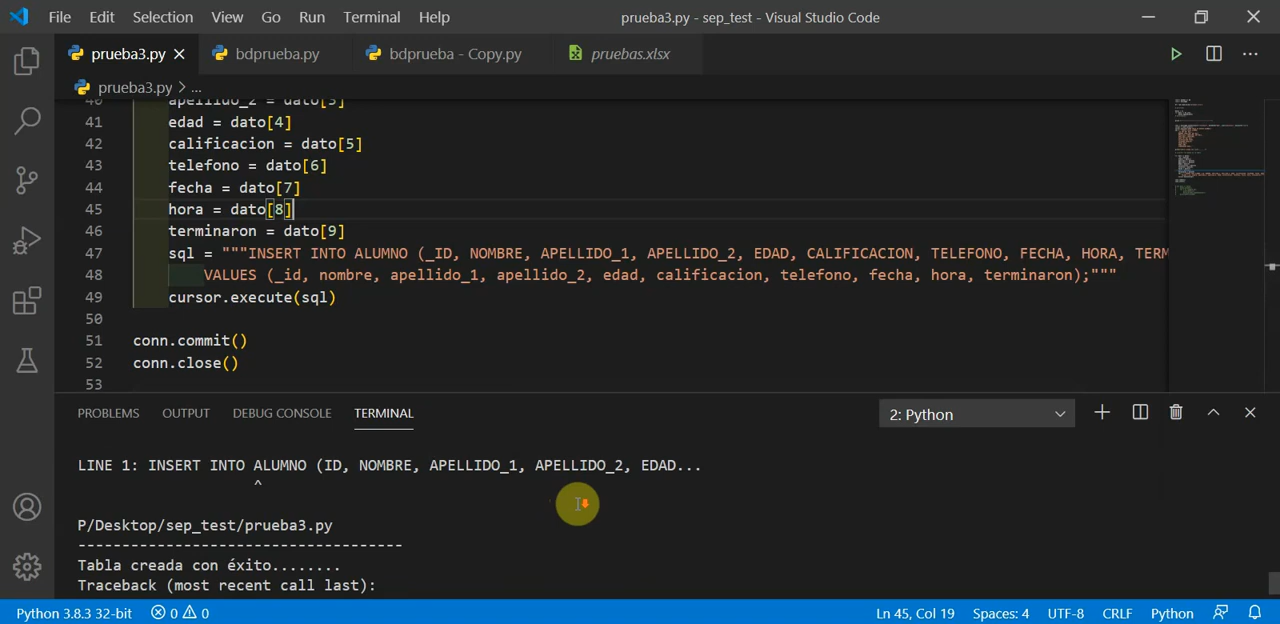 File Edit Selection View Go Run Terminal Help prueba3.py - sep_test - Visual Studio Code
prueba3.py bdprueba.py bdprueba - Copy.py pruebas.xlsx
prueba3.py > ...
40 apellido_2 = dato[3]
41 edad = dato[4]
42 calificacion = dato[5]
43 telefono = dato[6]
44 fecha = dato[7]
45 hora = dato[8]
46 terminaron = dato[9]
47 sql = """INSERT INTO ALUMNO (_ID, NOMBRE, APELLIDO_1, APELLIDO_2, EDAD, CALIFICACION, TELEFONO, FECHA, HORA, TERM
48 VALUES (_id, nombre, apellido_1, apellido_2, edad, calificacion, telefono, fecha, hora, terminaron);"""
49 cursor.execute(sql)
50
51 conn.commit()
52 conn.close()
53
PROBLEMS OUTPUT DEBUG CONSOLE TERMINAL 2: Python
LINE 1: INSERT INTO ALUMNO (ID, NOMBRE, APELLIDO_1, APELLIDO_2, EDAD...
^
P/Desktop/sep_test/prueba3.py
------------------------------------
Tabla creada con éxito........
Traceback (most recent call last):
Python 3.8.3 32-bit 0 0 Ln 45, Col 19 Spaces: 4 UTF-8 CRLF Python